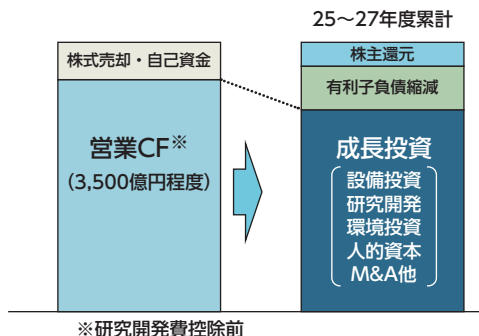 25～27年度累計
株式売却・自己資金
営業CF※
(3,500億円程度)
株主還元
有利子負債縮減
成長投資
設備投資
研究開発
環境投資
人的資本
M&A他
※研究開発費控除前